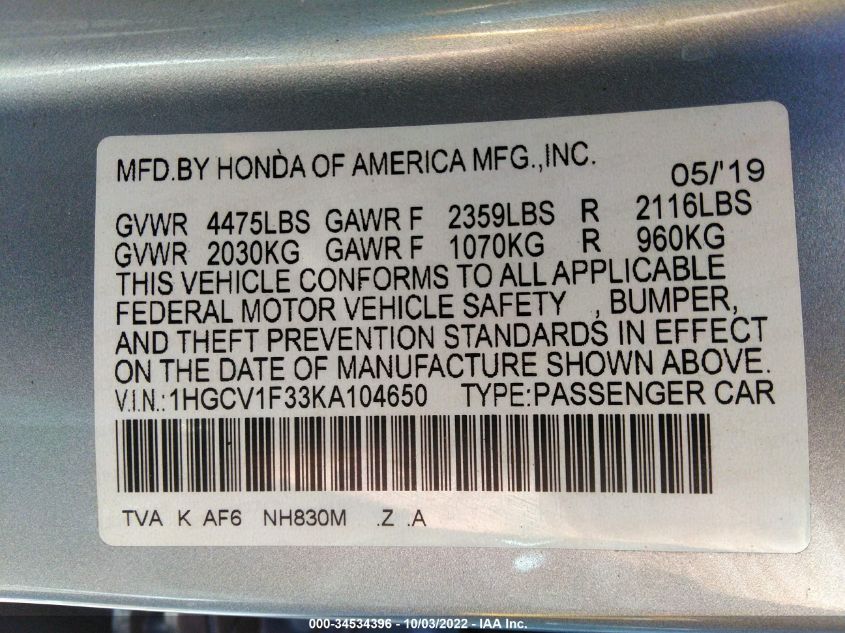 MFD.BY HONDA OF AMERICA MFG.,INC.
05/'19
GVWR 4475LBS GAWR F 2359LBS R 2116LBS
GVWR 2030KG GAWR F 1070KG R 960KG
THIS VEHICLE CONFORMS TO ALL APPLICABLE
FEDERAL MOTOR VEHICLE SAFETY , BUMPER,
AND THEFT PREVENTION STANDARDS IN EFFECT
ON THE DATE OF MANUFACTURE SHOWN ABOVE.
V.I.N.:1HGCV1F33KA104650 TYPE:PASSENGER CAR
TVA K AF6 NH830M .Z .A
000-34534396 - 10/03/2022 - IAA Inc.